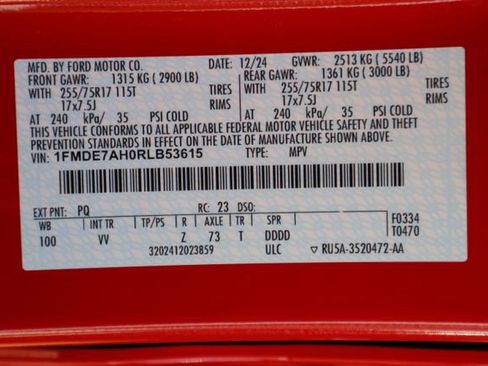 MFD. BY FORD MOTOR CO. DATE: 12/24 GVWR: 2513 KG (5540 LB)
FRONT GAWR: 1315 KG (2900 LB) REAR GAWR: 1361 KG (3000 LB)
WITH 255/75R17 115T TIRES WITH 255/75R17 115T TIRES
17x7.5J RIMS 17x7.5J RIMS
AT 240 kPa/ 35 PSI COLD AT 240 kPa/ 35 PSI COLD
THIS VEHICLE CONFORMS TO ALL APPLICABLE FEDERAL MOTOR VEHICLE SAFETY AND THEFT
PREVENTION STANDARDS IN EFFECT ON THE DATE OF MANUFACTURE SHOWN ABOVE.
VIN: 1FMDE7AH0RLB53615 TYPE: MPV
EXT PNT: PQ RC: 23 DSO:
WB INT TR TP/PS R AXLE TR SPR F0334
100 VV Z 73 T DDDD T0470
3202412023859 ULC ▽ RU5A-3520472-AA